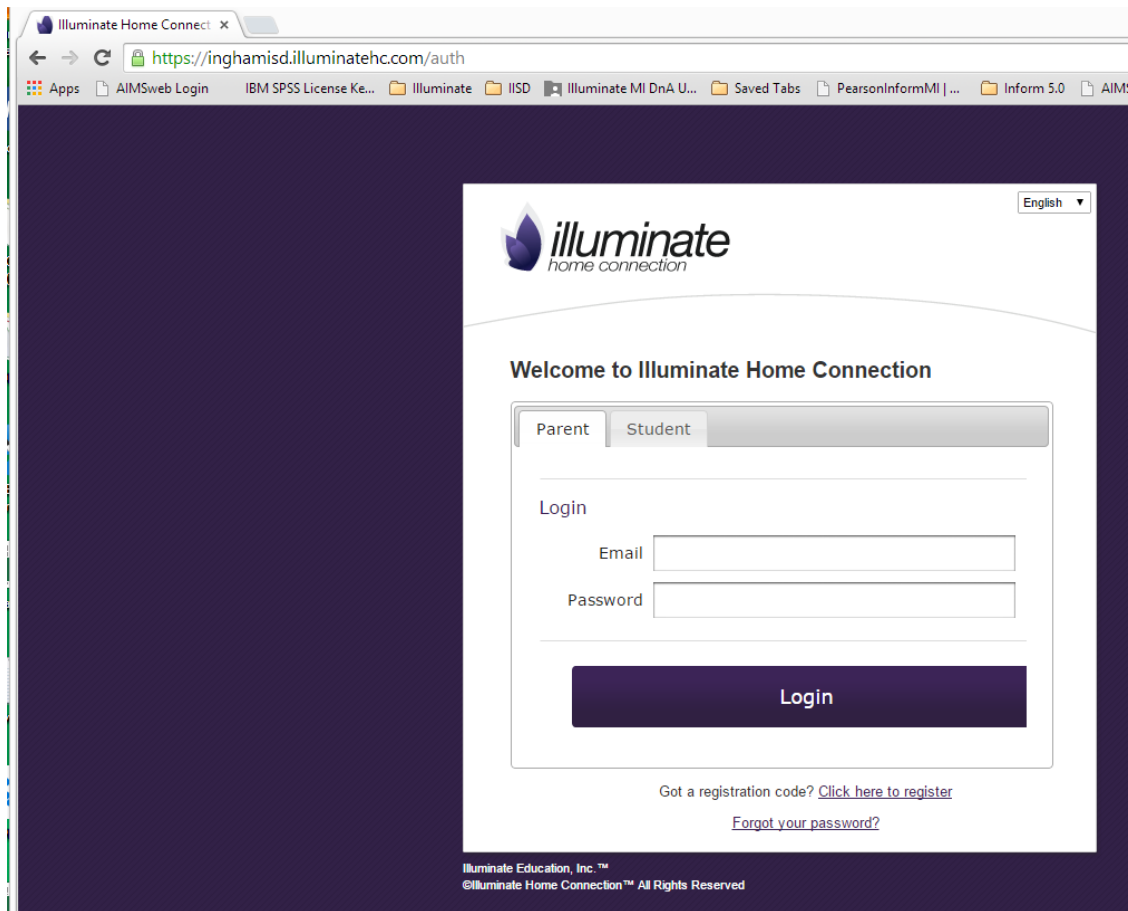 Illuminate Home Connect
https://inghamisd.illuminatehc.com/auth
Apps AIMSweb Login IBM SPSS License Ke... Illuminate IISD Illuminate MI DnA U... Saved Tabs PearsonInformMI | ... Inform 5.0 AIMS
English
illuminate
home connection
Welcome to Illuminate Home Connection
Parent Student
Login
Email
Password
Login
Got a registration code? Click here to register
Forgot your password?
Illuminate Education, Inc.™
©Illuminate Home Connection™ All Rights Reserved